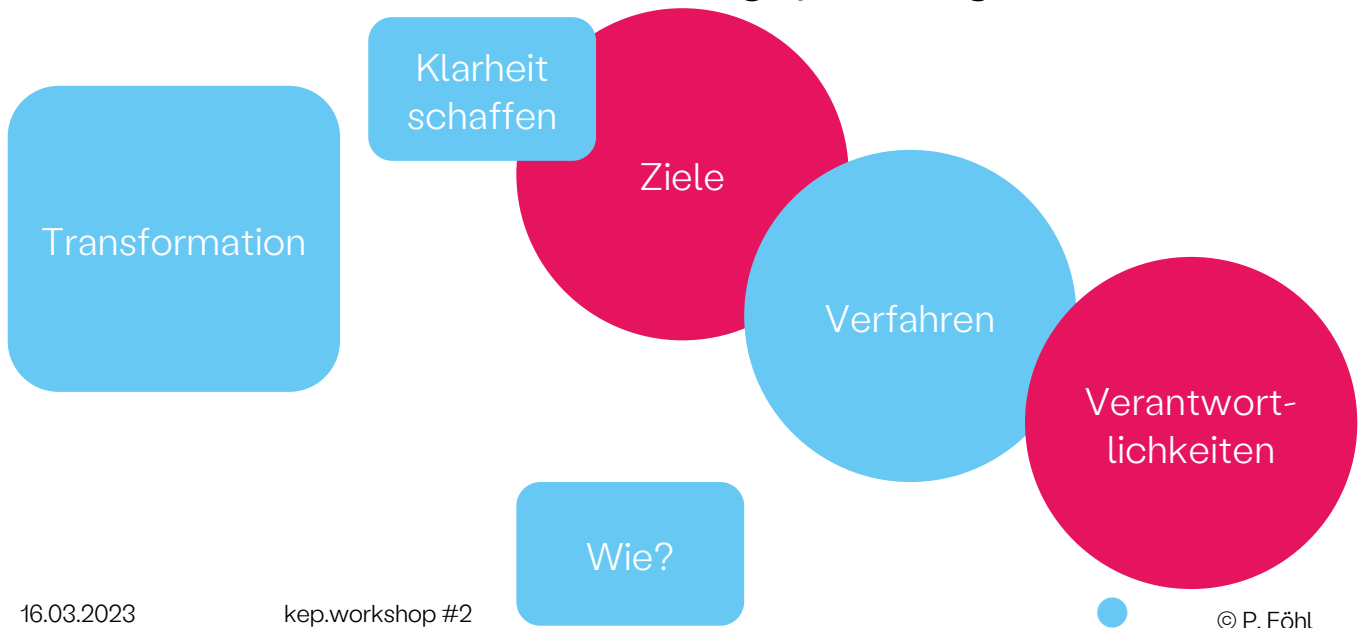 Klarheit
schaffen
Ziele
Transformation
Verfahren
Verantwort-
lichkeiten
Wie?
16.03.2023
kep.workshop #2
© P. Föhl